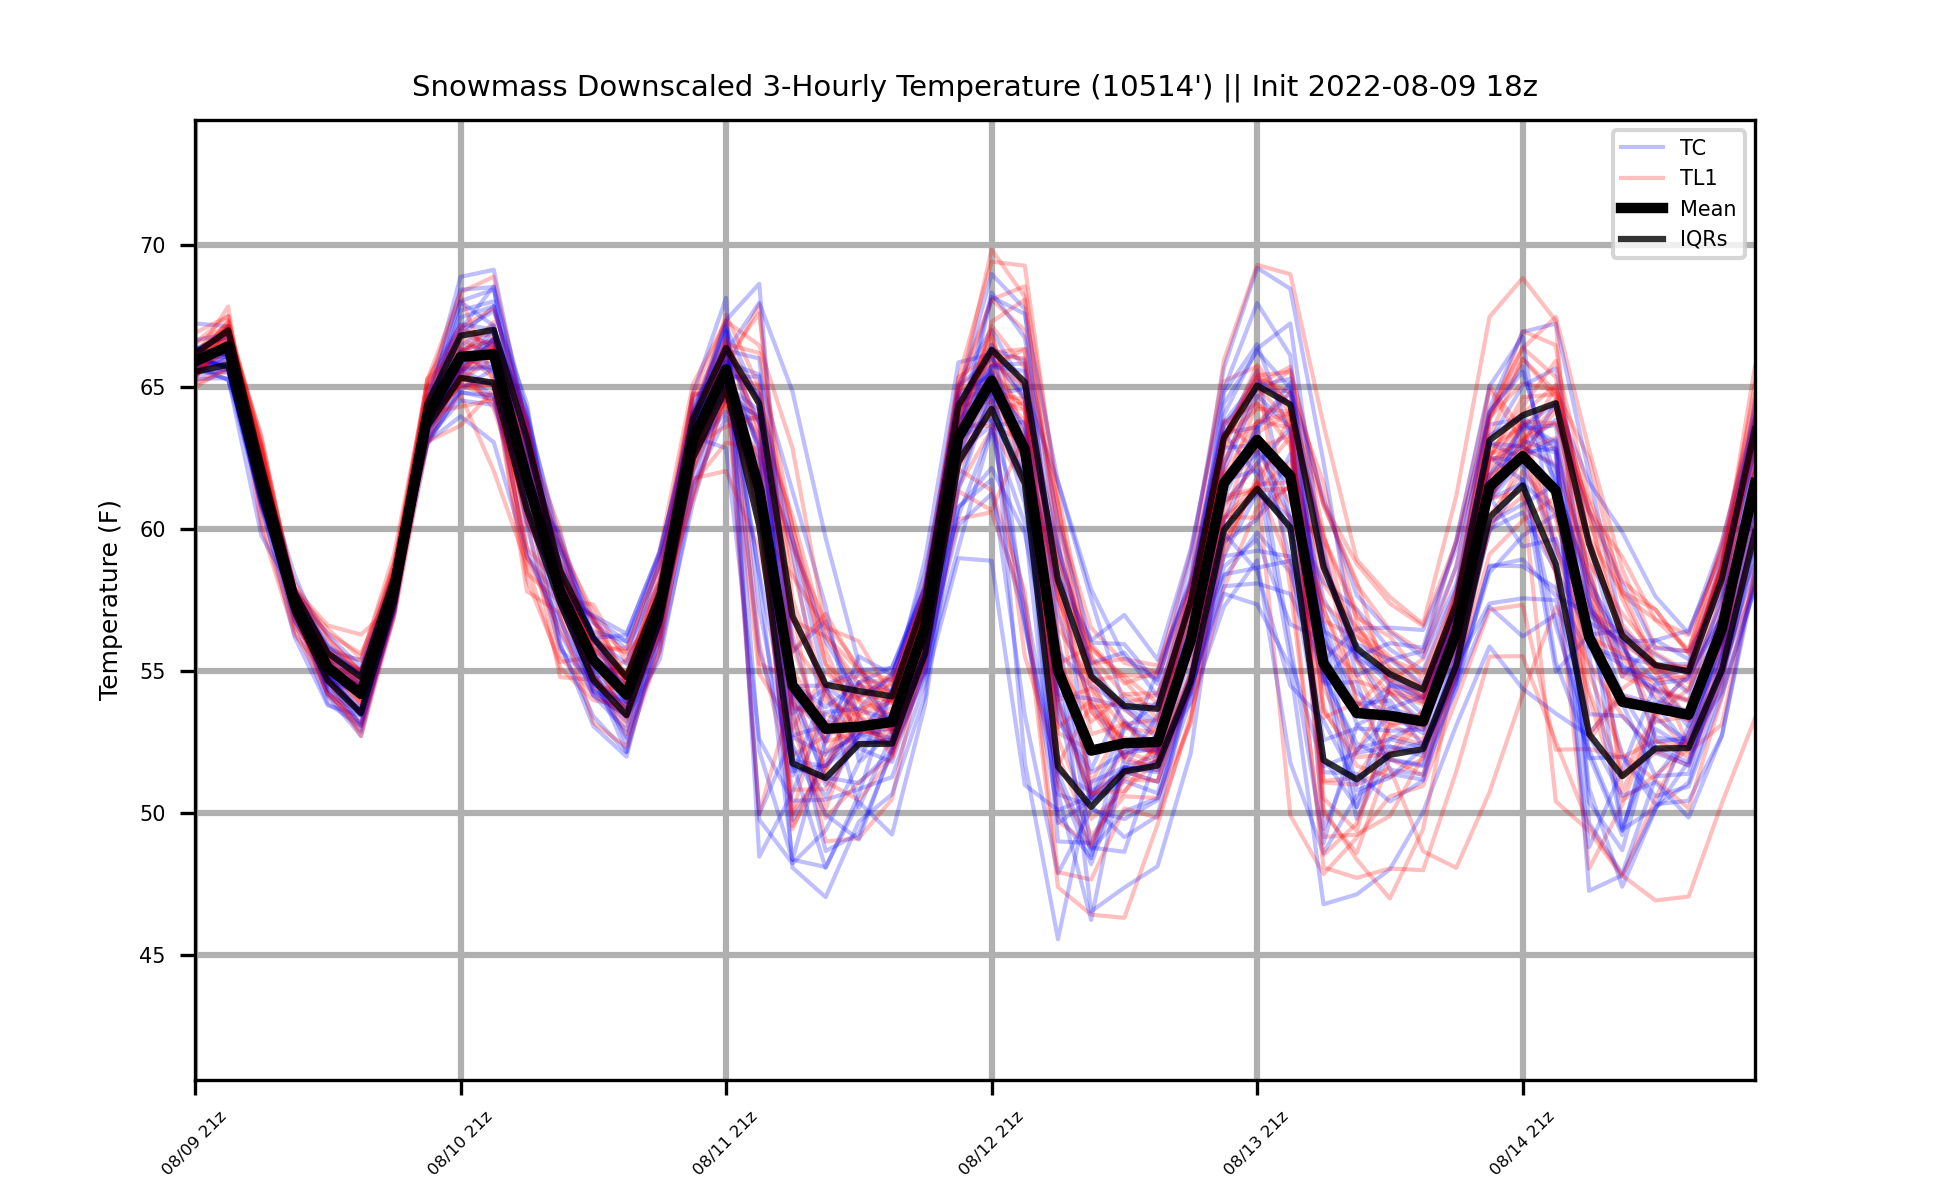 Snowmass Downscaled 3-Hourly Temperature (10514') || Init 2022-08-09 18z
TC
TL1
Mean
IQRs
Temperature (F)
70
65
60
55
50
45
08/09 21z
08/10 21z
08/11 21z
08/12 21z
08/13 21z
08/14 21z